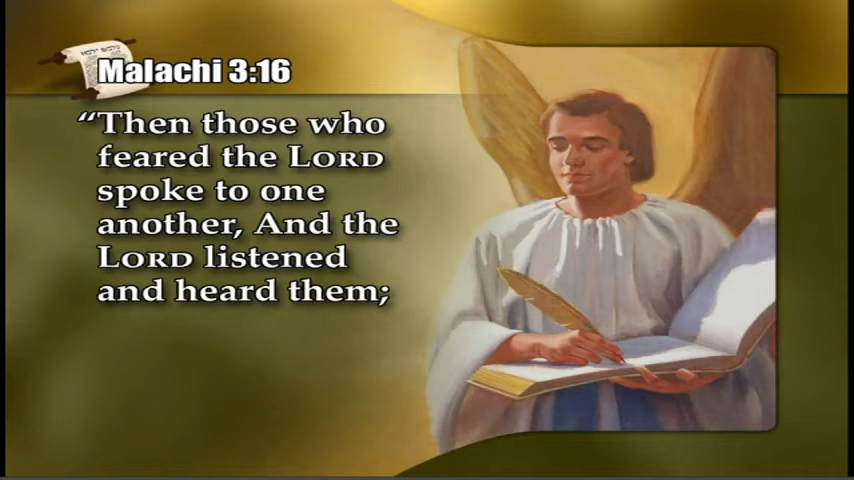 Malachi 3:16
“Then those who
feared the LORD
spoke to one
another, And the
LORD listened
and heard them;